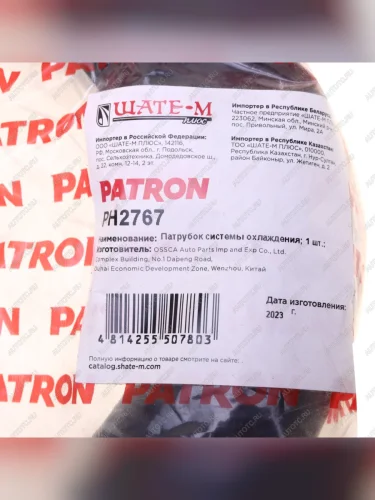 ШАТЕ-М
ПЛЮС
Импортер в Российской Федерации:
ООО «ШАТЕ-М ПЛЮС», 142116,
РФ, Московская обл., г. Подольск,
пос. Сельхозтехника, Домодедовское ш.,
12, комн. 12-14, 2 эт.
Импортер в Республике Беларусь
Частное предприятие «ШАТЕ-М ПЛЮС»
223062, Минская обл., Минский
пос. Привольный, ул. Мира, 2А
Импортер в Республике Казахстан
ТОО «ШАТЕ-М ПЛЮС», 010000,
Республика Казахстан, г. Нур-Султан,
район Байконыр, ул. Жетиген, д.
PATRON
PH2767
Наименование: Патрубок системы охлаждения; 1 шт.;
Изготовитель: OSSCA Auto Parts Imp and Exp Co., Ltd.
Complex Building, No.1 Dapeng Road,
Economic Development Zone, Wenzhou, Китай
Дата изготовления:
2023 г.
4 814255 507803
Полную информацию о товаре смотрите на сайте:
catalog.shate-m.com
PATRON
PATRON
PATRON